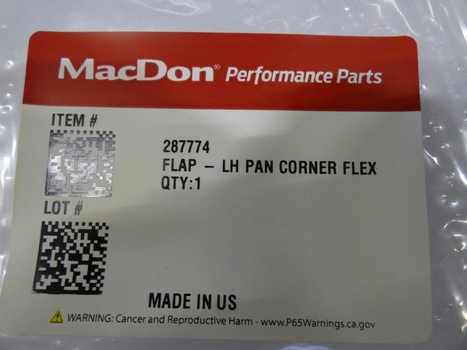 MacDon® Performance Parts
ITEM #
287774
FLAP - LH PAN CORNER FLEX
QTY:1
LOT #
MADE IN US
⚠ WARNING: Cancer and Reproductive Harm - www.P65Warnings.ca.gov